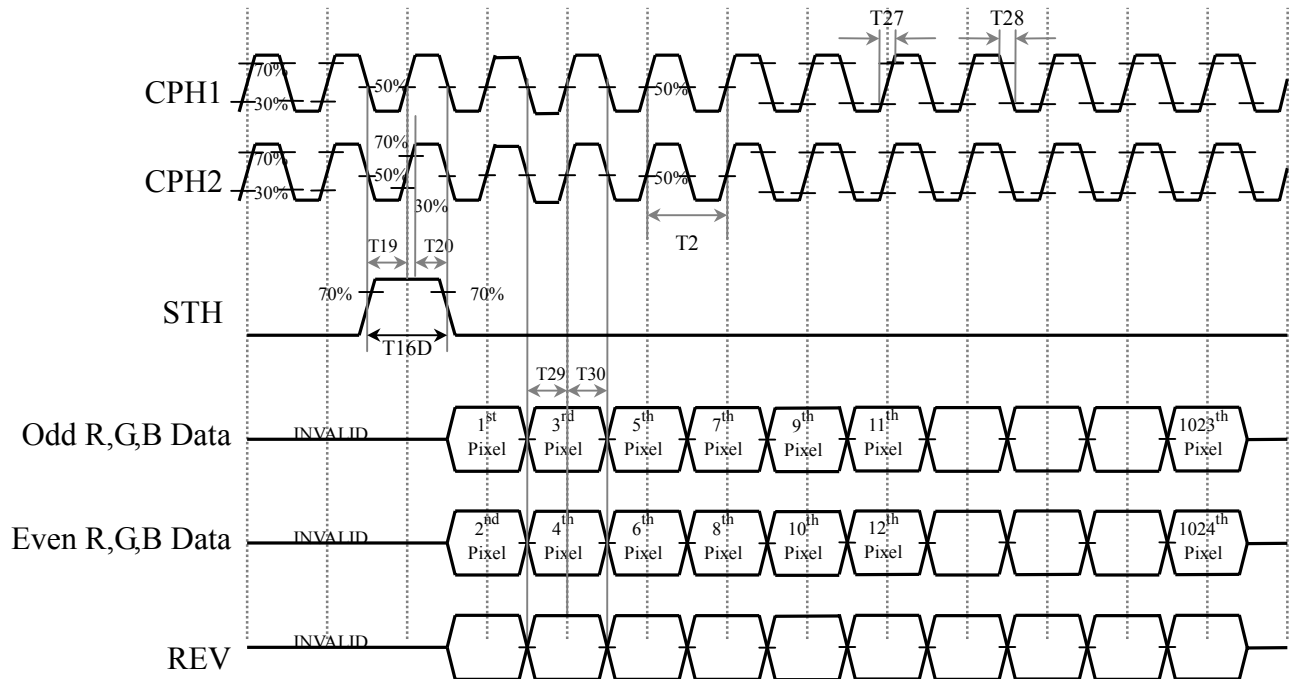 T27 T28
70% 50% 50%
CPH1 30%
70% 70%
CPH2 50% 50%
30% 30%
T2
T19 T20
70% 70%
STH
T16D
T29 T30
Odd R,G,B Data INVALID 1st Pixel 3rd Pixel 5th Pixel 7th Pixel 9th Pixel 11th Pixel 1023th Pixel
Even R,G,B Data INVALID 2nd Pixel 4th Pixel 6th Pixel 8th Pixel 10th Pixel 12th Pixel 1024th Pixel
REV INVALID